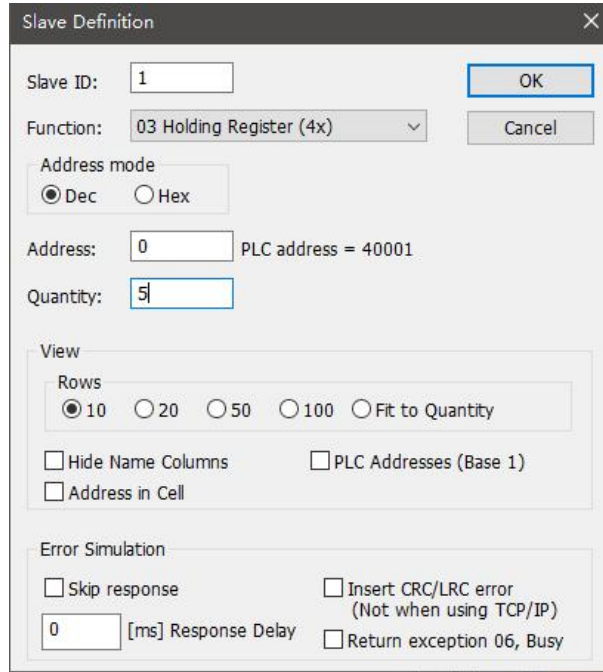 Slave Definition
Slave ID: 1 OK
Function: 03 Holding Register (4x) Cancel
Address mode
Dec Hex
Address: 0 PLC address = 40001
Quantity: 5
View
Rows
10 20 50 100 Fit to Quantity
Hide Name Columns PLC Addresses (Base 1)
Address in Cell
Error Simulation
Skip response Insert CRC/LRC error
(Not when using TCP/IP)
0 [ms] Response Delay
Return exception 06, Busy